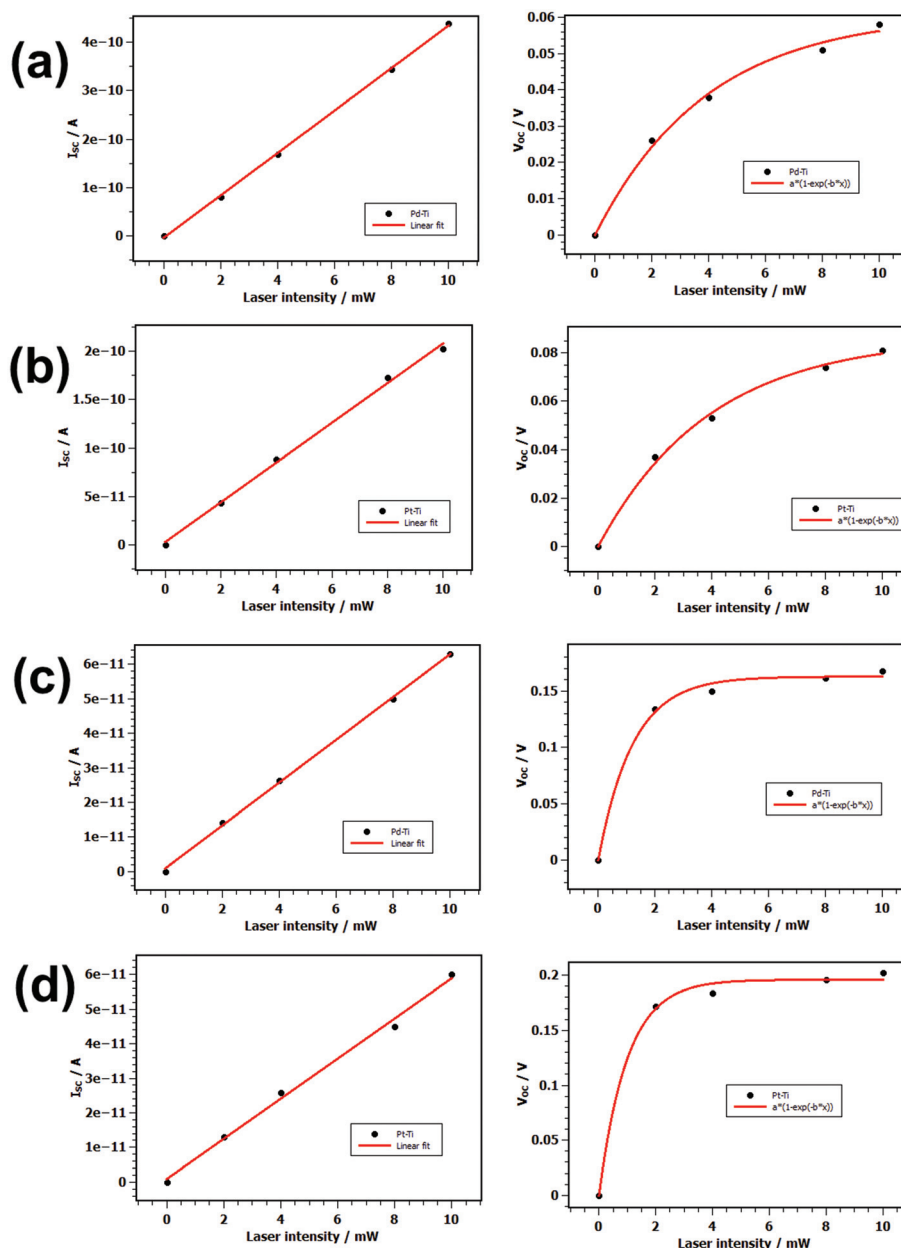 (a)
4e−10
3e−10
2e−10
1e−10
0
I_sc / A
Pd-Ti
Linear fit
0 2 4 6 8 10
Laser intensity / mW
0.06
0.05
0.04
0.03
0.02
0.01
0
V_oc / V
Pd-Ti
a*(1-exp(-b*x))
0 2 4 6 8 10
Laser intensity / mW
(b)
2e−10
1.5e−10
1e−10
5e−11
0
I_sc / A
Pt-Ti
Linear fit
0 2 4 6 8 10
Laser intensity / mW
0.08
0.06
0.04
0.02
0
V_oc / V
Pt-Ti
a*(1-exp(-b*x))
0 2 4 6 8 10
Laser intensity / mW
(c)
6e−11
5e−11
4e−11
3e−11
2e−11
1e−11
0
I_sc / A
Pd-Ti
Linear fit
0 2 4 6 8 10
Laser intensity / mW
0.15
0.1
0.05
0
V_oc / V
Pd-Ti
a*(1-exp(-b*x))
0 2 4 6 8 10
Laser intensity / mW
(d)
6e−11
5e−11
4e−11
3e−11
2e−11
1e−11
0
I_sc / A
Pt-Ti
Linear fit
0 2 4 6 8 10
Laser intensity / mW
0.2
0.15
0.1
0.05
0
V_oc / V
Pt-Ti
a*(1-exp(-b*x))
0 2 4 6 8 10
Laser intensity / mW